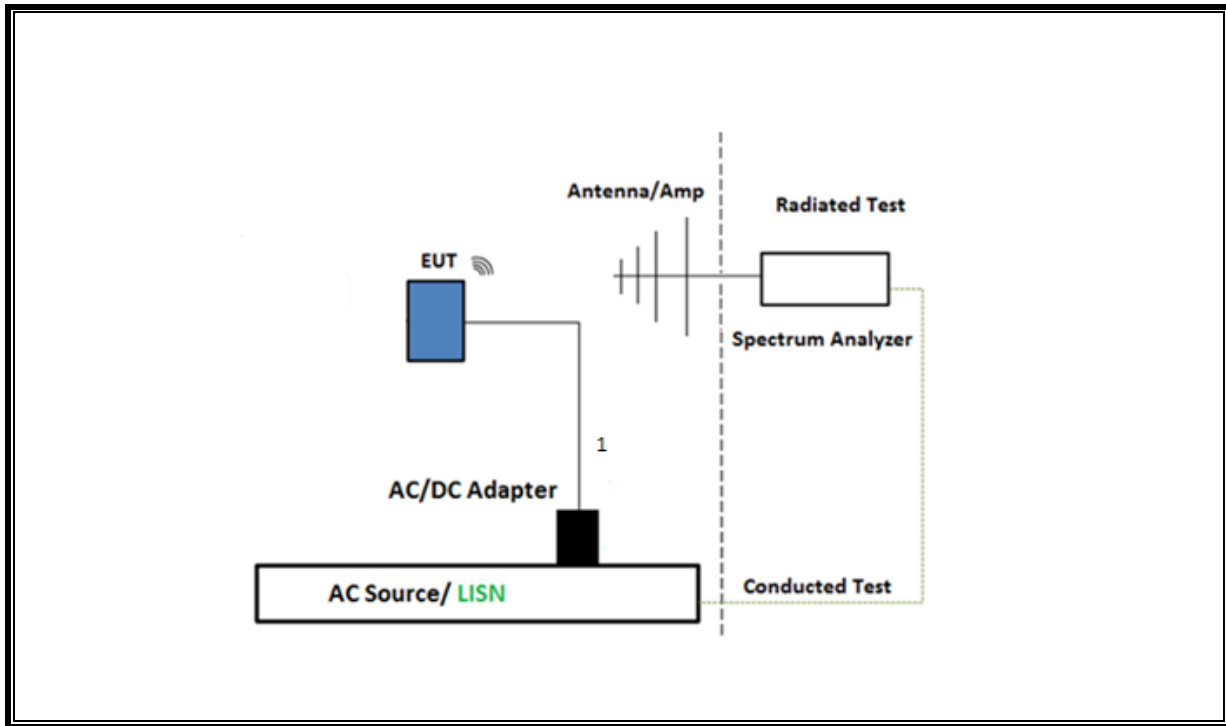 Antenna/Amp
Radiated Test
EUT
Spectrum Analyzer
1
AC/DC Adapter
AC Source/ LISN
Conducted Test